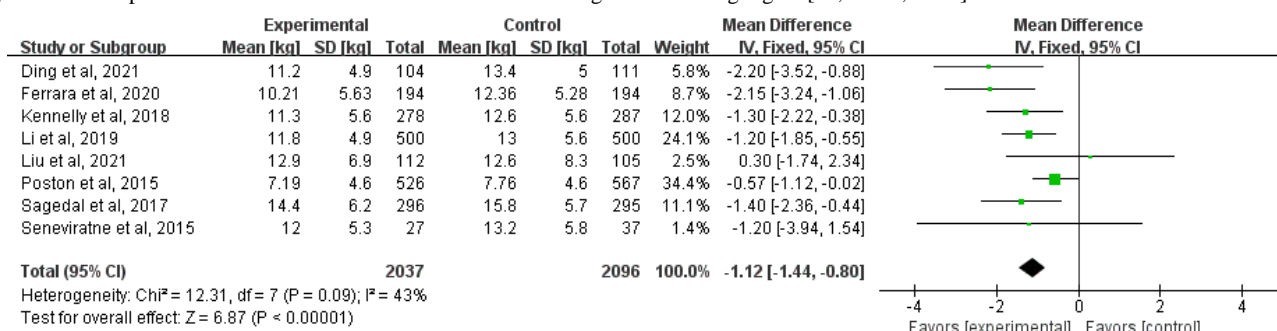 Experimental Control Mean Difference Mean Difference
Study or Subgroup Mean [kg] SD [kg] Total Mean [kg] SD [kg] Total Weight IV, Fixed, 95% CI IV, Fixed, 95% CI
Ding et al, 2021 11.2 4.9 104 13.4 5 111 5.8% -2.20 [-3.52, -0.88]
Ferrara et al, 2020 10.21 5.63 194 12.36 5.28 194 8.7% -2.15 [-3.24, -1.06]
Kennelly et al, 2018 11.3 5.6 278 12.6 5.6 287 12.0% -1.30 [-2.22, -0.38]
Li et al, 2019 11.8 4.9 500 13 5.6 500 24.1% -1.20 [-1.85, -0.55]
Liu et al, 2021 12.9 6.9 112 12.6 8.3 105 2.5% 0.30 [-1.74, 2.34]
Poston et al, 2015 7.19 4.6 526 7.76 4.6 567 34.4% -0.57 [-1.12, -0.02]
Sagedal et al, 2017 14.4 6.2 296 15.8 5.7 295 11.1% -1.40 [-2.36, -0.44]
Seneviratne et al, 2015 12 5.3 27 13.2 5.8 37 1.4% -1.20 [-3.94, 1.54]
Total (95% CI) 2037 2096 100.0% -1.12 [-1.44, -0.80]
Heterogeneity: Chi² = 12.31, df = 7 (P = 0.09); I² = 43%
Test for overall effect: Z = 6.87 (P < 0.00001)
-4 -2 0 2 4
Favors [experimental] Favors [control]